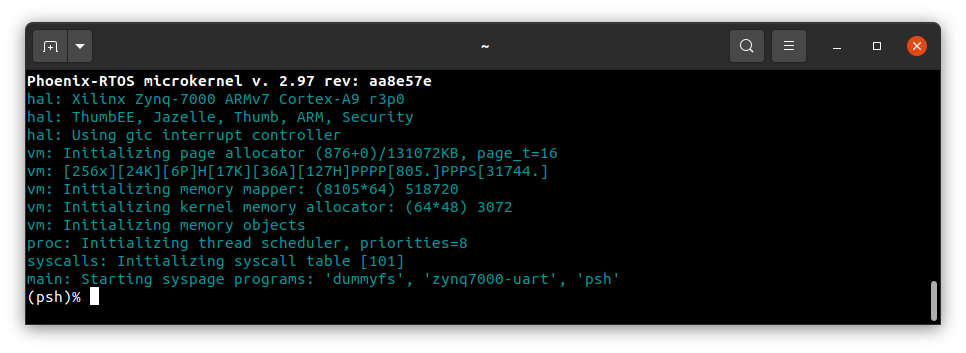 ~
Phoenix-RTOS microkernel v. 2.97 rev: aa8e57e
hal: Xilinx Zynq-7000 ARMv7 Cortex-A9 r3p0
hal: ThumbEE, Jazelle, Thumb, ARM, Security
hal: Using gic interrupt controller
vm: Initializing page allocator (876+0)/131072KB, page_t=16
vm: [256x][24K][6P]H[17K][36A][127H]PPPP[805.]PPPS[31744.]
vm: Initializing memory mapper: (8105*64) 518720
vm: Initializing kernel memory allocator: (64*48) 3072
vm: Initializing memory objects
proc: Initializing thread scheduler, priorities=8
syscalls: Initializing syscall table [101]
main: Starting syspage programs: 'dummyfs', 'zynq7000-uart', 'psh'
(psh)%